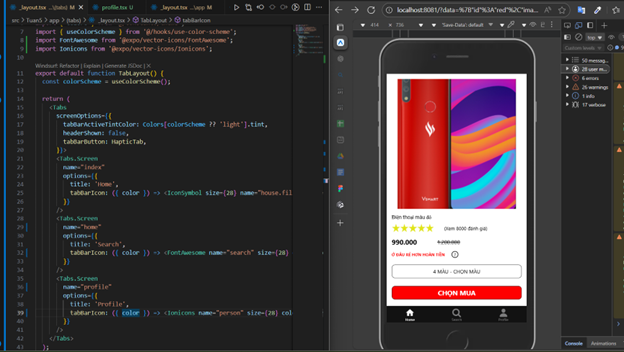 _layout.tsx ...\(tabs) M
profile.tsx U
_layout.tsx ...\app M
src > TuanS > app > (tabs) > _layout.tsx > TabLayout > tabBarIcon
7 import { useColorScheme } from '@/hooks/use-color-scheme';
8 import FontAwesome from '@expo/vector-icons/FontAwesome';
9 import Ionicons from '@expo/vector-icons/Ionicons';
10
Windsurf: Refactor | Explain | Generate JSDoc | X
11 export default function TabLayout() {
12 const colorScheme = useColorScheme();
13
14 return (
15 <Tabs
16 screenOptions={{
17 tabBarActiveTintColor: Colors[colorScheme ?? 'light'].tint,
18 headerShown: false,
19 tabBarButton: HapticTab,
20 }}>
21 <Tabs.Screen
22 name="index"
23 options={{
24 title: 'Home',
25 tabBarIcon: ({ color }) => <IconSymbol size={28} name="house.fil
26 }}
27 />
28 <Tabs.Screen
29 name="home"
30 options={{
31 title: 'Search',
32 tabBarIcon: ({ color }) => <FontAwesome name="search" size={28}
33 }}
34 />
35 <Tabs.Screen
36 name="profile"
37 options={{
38 title: 'Profile',
39 tabBarIcon: ({ color }) => <Ionicons name="person" size={28} colo
40 }}
41 />
42 </Tabs>
43 );
localhost:8081/?data=%7B"id"%3A"red"%2C"ima...
414 × 736 75% Save-Data: default
top
Custom levels
50 messag...
28 user m...
6 errors
26 warnings
1 info
17 verbose
Vsmart
Điện thoại màu đỏ
(Xem 8000 đánh giá)
990.000 1.200.000
Ở ĐÂU RẺ HƠN HOÀN TIỀN ?
4 MÀU - CHỌN MÀU
CHỌN MUA
Home Search Profile
Console Animations